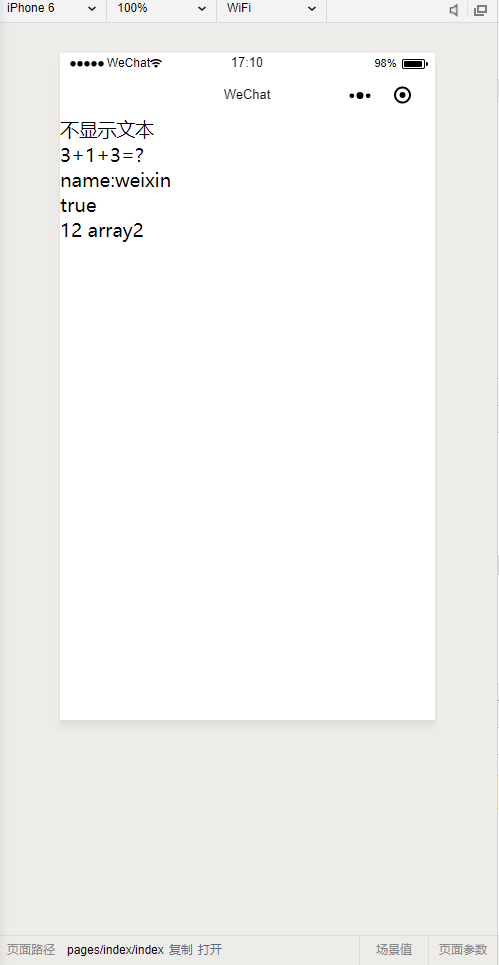 iPhone 6 100% WiFi
WeChat 17:10 98%
WeChat
不显示文本
3+1+3=?
name:weixin
true
12 array2
页面路径 pages/index/index 复制 打开 场景值 页面参数